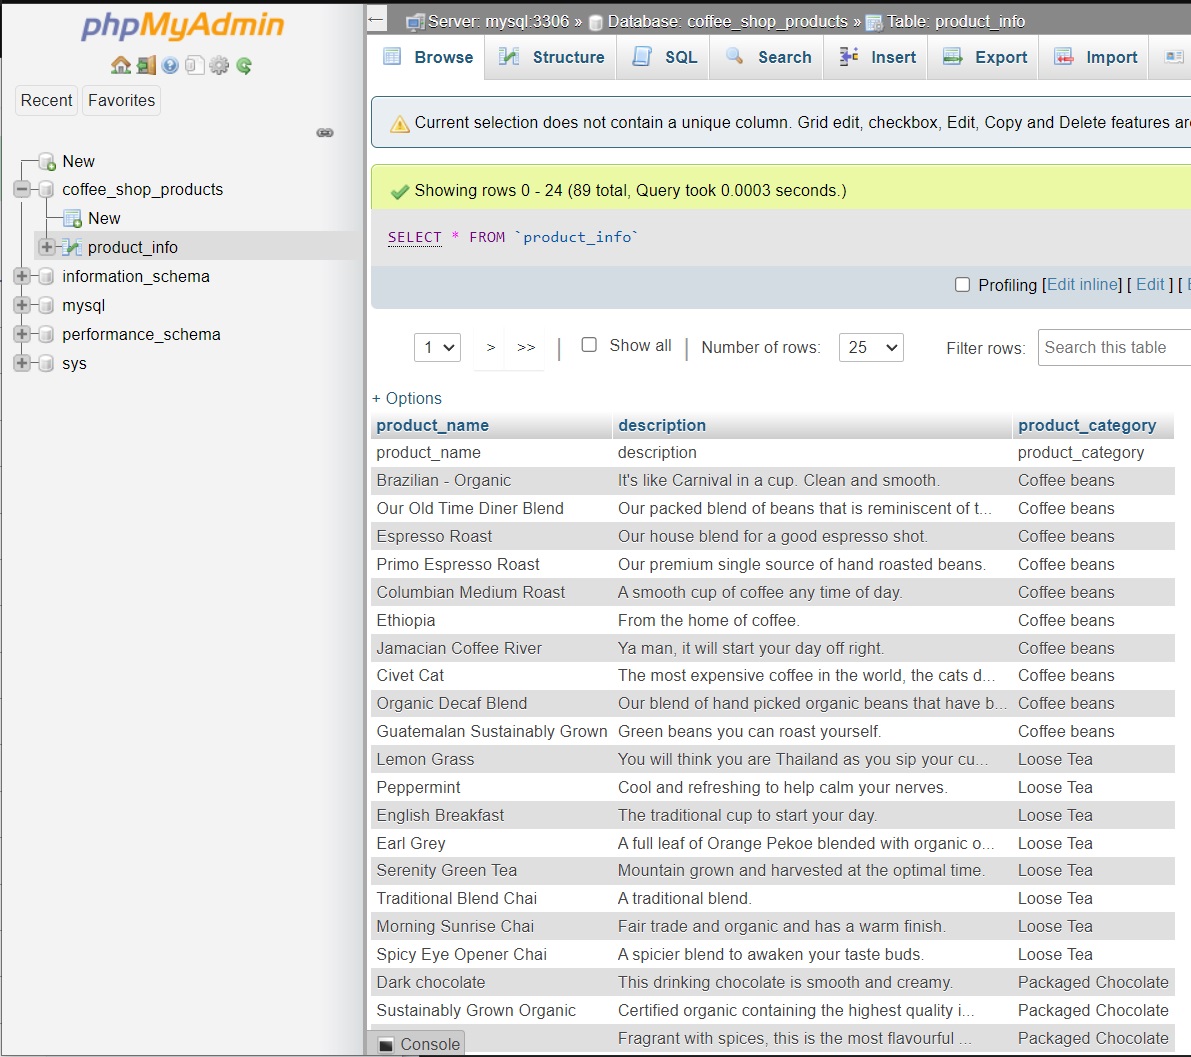 phpMyAdmin
Recent Favorites
New
coffee_shop_products
New
product_info
information_schema
mysql
performance_schema
sys
Server: mysql:3306 » Database: coffee_shop_products » Table: product_info
Browse Structure SQL Search Insert Export Import
Current selection does not contain a unique column. Grid edit, checkbox, Edit, Copy and Delete features
Showing rows 0 - 24 (89 total, Query took 0.0003 seconds.)
SELECT * FROM `product_info`
Profiling [Edit inline] [ Edit ] [
1 > >> | Show all | Number of rows: 25 Filter rows: Search this table
+ Options
product_name description product_category
product_name description product_category
Brazilian - Organic It's like Carnival in a cup. Clean and smooth. Coffee beans
Our Old Time Diner Blend Our packed blend of beans that is reminiscent of t... Coffee beans
Espresso Roast Our house blend for a good espresso shot. Coffee beans
Primo Espresso Roast Our premium single source of hand roasted beans. Coffee beans
Columbian Medium Roast A smooth cup of coffee any time of day. Coffee beans
Ethiopia From the home of coffee. Coffee beans
Jamacian Coffee River Ya man, it will start your day off right. Coffee beans
Civet Cat The most expensive coffee in the world, the cats d... Coffee beans
Organic Decaf Blend Our blend of hand picked organic beans that have b... Coffee beans
Guatemalan Sustainably Grown Green beans you can roast yourself. Coffee beans
Lemon Grass You will think you are Thailand as you sip your cu... Loose Tea
Peppermint Cool and refreshing to help calm your nerves. Loose Tea
English Breakfast The traditional cup to start your day. Loose Tea
Earl Grey A full leaf of Orange Pekoe blended with organic o... Loose Tea
Serenity Green Tea Mountain grown and harvested at the optimal time. Loose Tea
Traditional Blend Chai A traditional blend. Loose Tea
Morning Sunrise Chai Fair trade and organic and has a warm finish. Loose Tea
Spicy Eye Opener Chai A spicier blend to awaken your taste buds. Loose Tea
Dark chocolate This drinking chocolate is smooth and creamy. Packaged Chocolate
Sustainably Grown Organic Certified organic containing the highest quality i... Packaged Chocolate
Fragrant with spices, this is the most flavourful ... Packaged Chocolate
Console